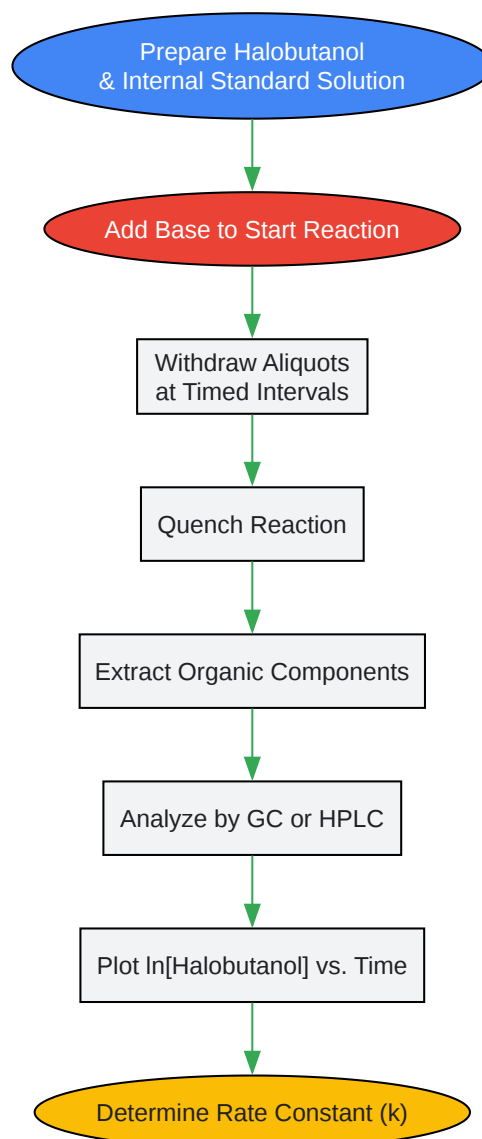 Prepare Halobutanol
& Internal Standard Solution
Add Base to Start Reaction
Withdraw Aliquots
at Timed Intervals
Quench Reaction
Extract Organic Components
Analyze by GC or HPLC
Plot ln[Halobutanol] vs. Time
Determine Rate Constant (k)